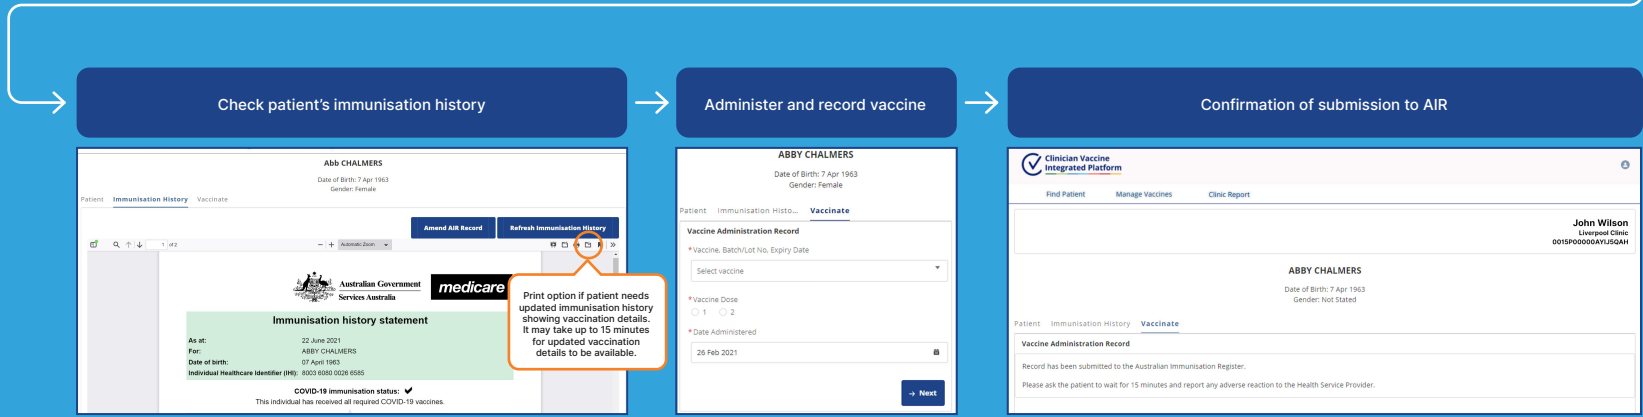 Check patient's immunisation history
Administer and record vaccine
Confirmation of submission to AIR
Abb CHALMERS
Date of Birth: 7 Apr 1963
Gender: Female
Patient Immunisation History Vaccinate
Amend AIR Record Refresh Immunisation History
1 of 2 Automatic Zoom
Australian Government
Services Australia
medicare
Immunisation history statement
As at: 22 June 2021
For: ABBY CHALMERS
Date of birth: 07 April 1963
Individual Healthcare Identifier (IHI): 8003 6080 0026 6585
COVID-19 immunisation status: ✔
This individual has received all required COVID-19 vaccines.
Print option if patient needs
updated immunisation history
showing vaccination details.
It may take up to 15 minutes
for updated vaccination
details to be available.
ABBY CHALMERS
Date of Birth: 7 Apr 1963
Gender: Female
Patient Immunisation Histo... Vaccinate
Vaccine Administration Record
*Vaccine, Batch/Lot No, Expiry Date
Select vaccine
*Vaccine Dose
1 2
*Date Administered
26 Feb 2021
→ Next
Clinician Vaccine
Integrated Platform
Find Patient Manage Vaccines Clinic Report
John Wilson
Liverpool Clinic
0015P00000AYIJ5QAH
ABBY CHALMERS
Date of Birth: 7 Apr 1963
Gender: Not Stated
Patient Immunisation History Vaccinate
Vaccine Administration Record
Record has been submitted to the Australian Immunisation Register.
Please ask the patient to wait for 15 minutes and report any adverse reaction to the Health Service Provider.